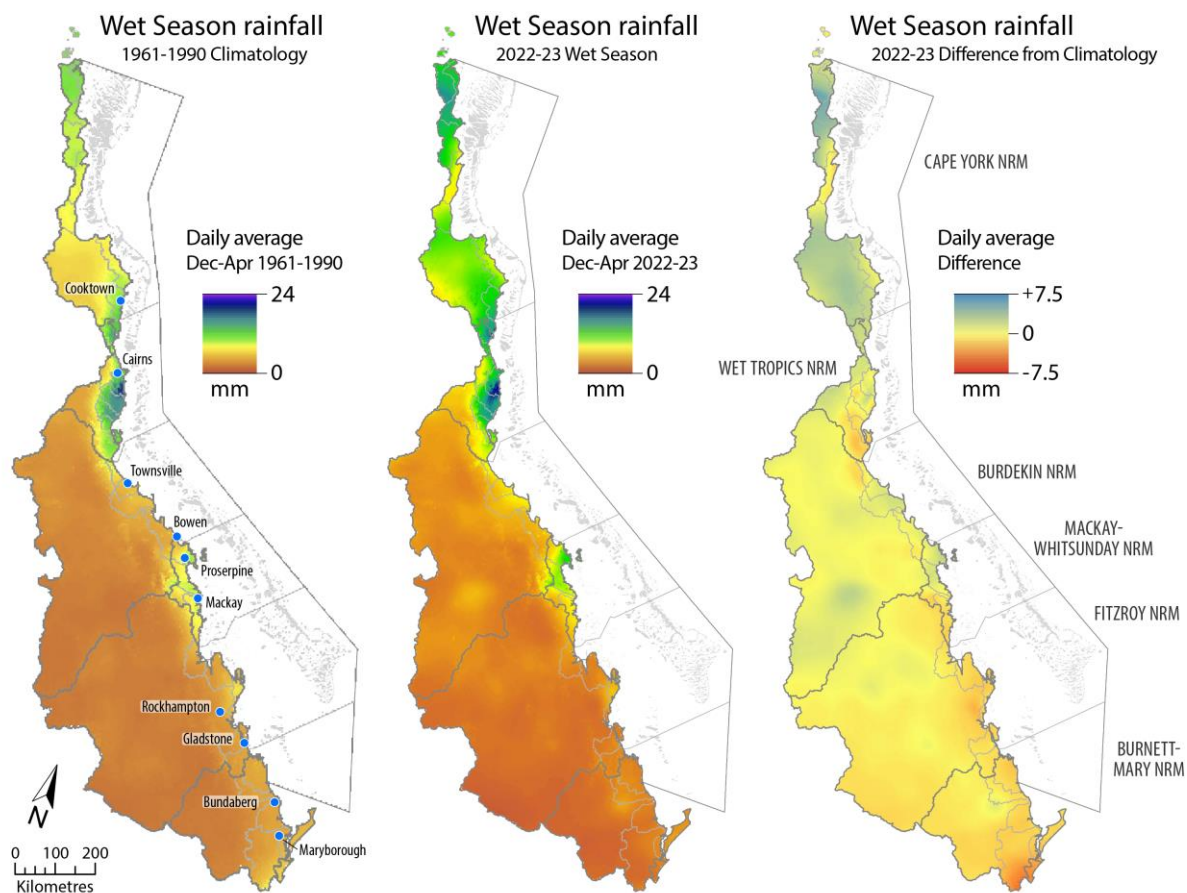 Wet Season rainfall
1961-1990 Climatology
Daily average
Dec-Apr 1961-1990
24
0
mm
Cooktown
Cairns
Townsville
Bowen
Proserpine
Mackay
Rockhampton
Gladstone
Bundaberg
Maryborough
N
0 100 200
Kilometres
Wet Season rainfall
2022-23 Wet Season
Daily average
Dec-Apr 2022-23
24
0
mm
Wet Season rainfall
2022-23 Difference from Climatology
CAPE YORK NRM
Daily average
Difference
+7.5
0
-7.5
mm
WET TROPICS NRM
BURDEKIN NRM
MACKAY-
WHITSUNDAY NRM
FITZROY NRM
BURNETT-
MARY NRM